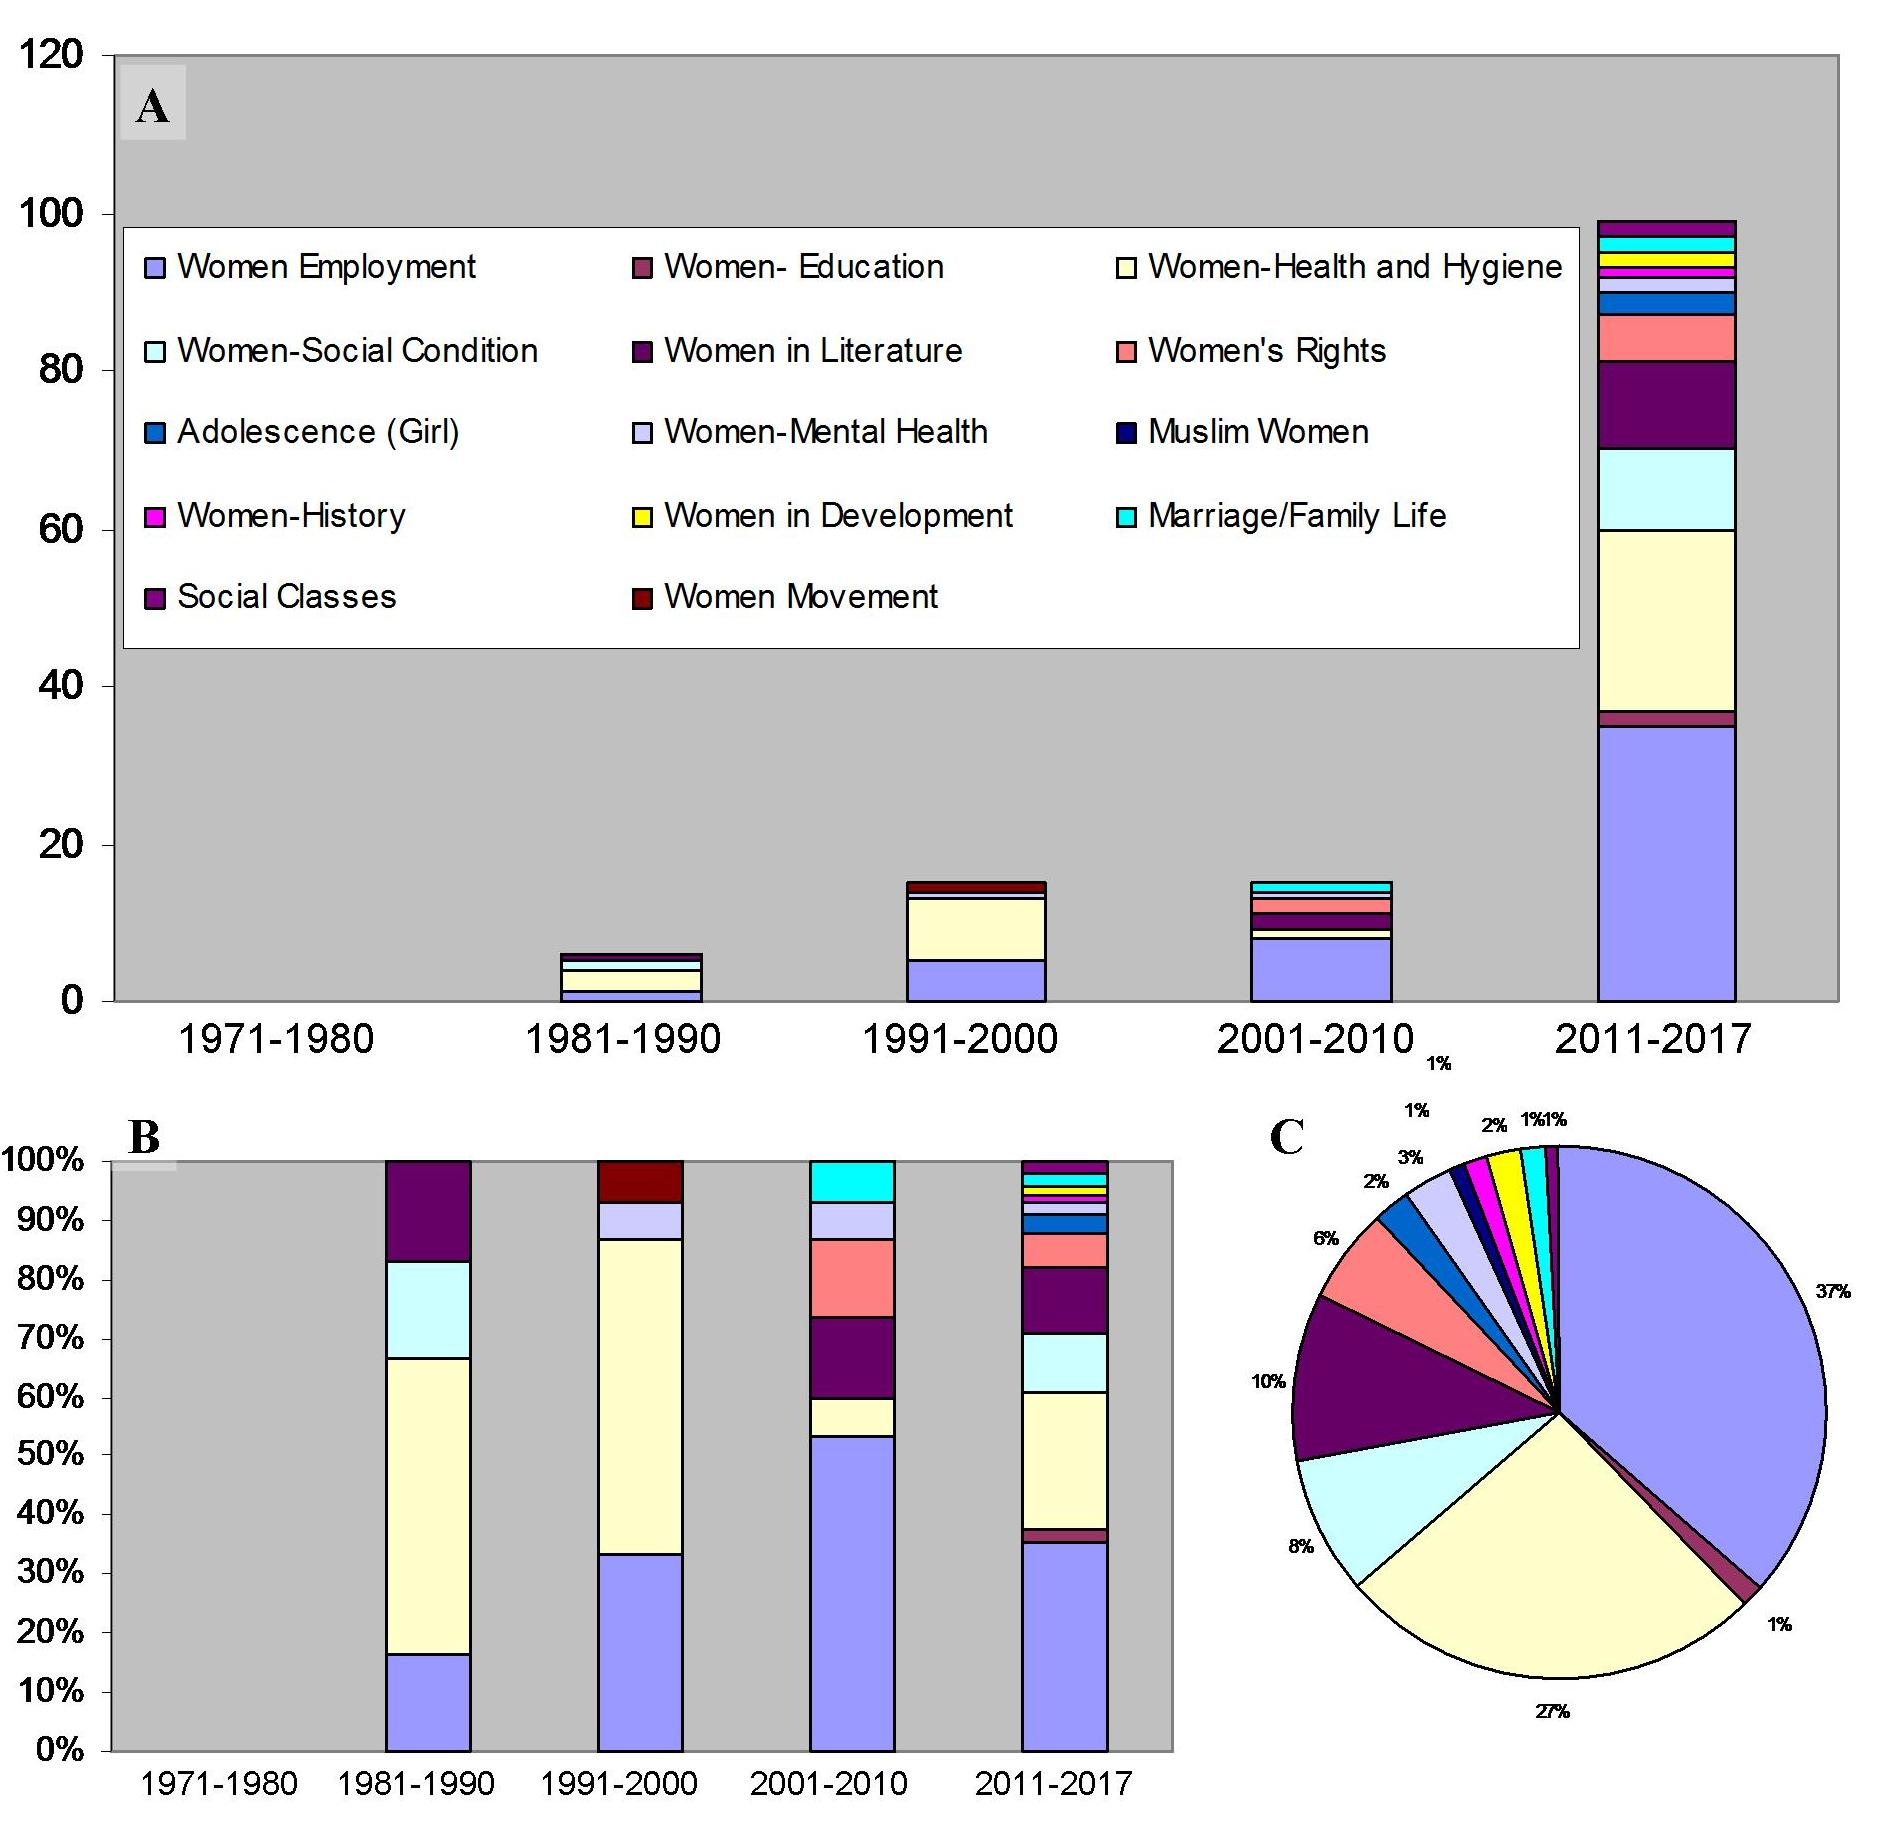 120
A
100
Women Employment Women- Education Women-Health and Hygiene
Women-Social Condition Women in Literature Women's Rights
80
Adolescence (Girl) Women-Mental Health Muslim Women
Women-History Women in Development Marriage/Family Life
60
Social Classes Women Movement
40
20
0
1971-1980 1981-1990 1991-2000 2001-2010 2011-2017
B
100%
90%
80%
70%
60%
50%
40%
30%
20%
10%
0%
1971-1980 1981-1990 1991-2000 2001-2010 2011-2017
C
1%
1%
2% 1% 1%
3%
2%
6%
37%
10%
8%
1%
27%